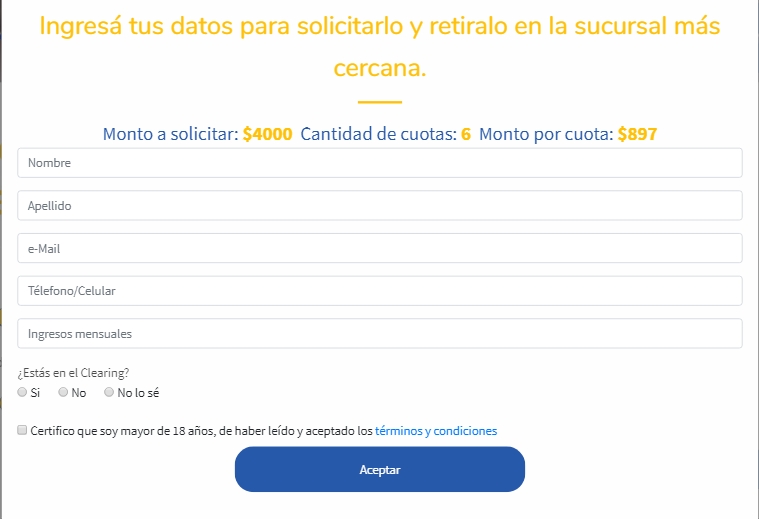 Ingresá tus datos para solicitarlo y retiralo en la sucursal más
cercana.
Monto a solicitar: $4000 Cantidad de cuotas: 6 Monto por cuota: $897
Nombre
Apellido
e-Mail
Télefono/Celular
Ingresos mensuales
¿Estás en el Clearing?
Si No No lo sé
Certifico que soy mayor de 18 años, de haber leído y aceptado los términos y condiciones
Aceptar